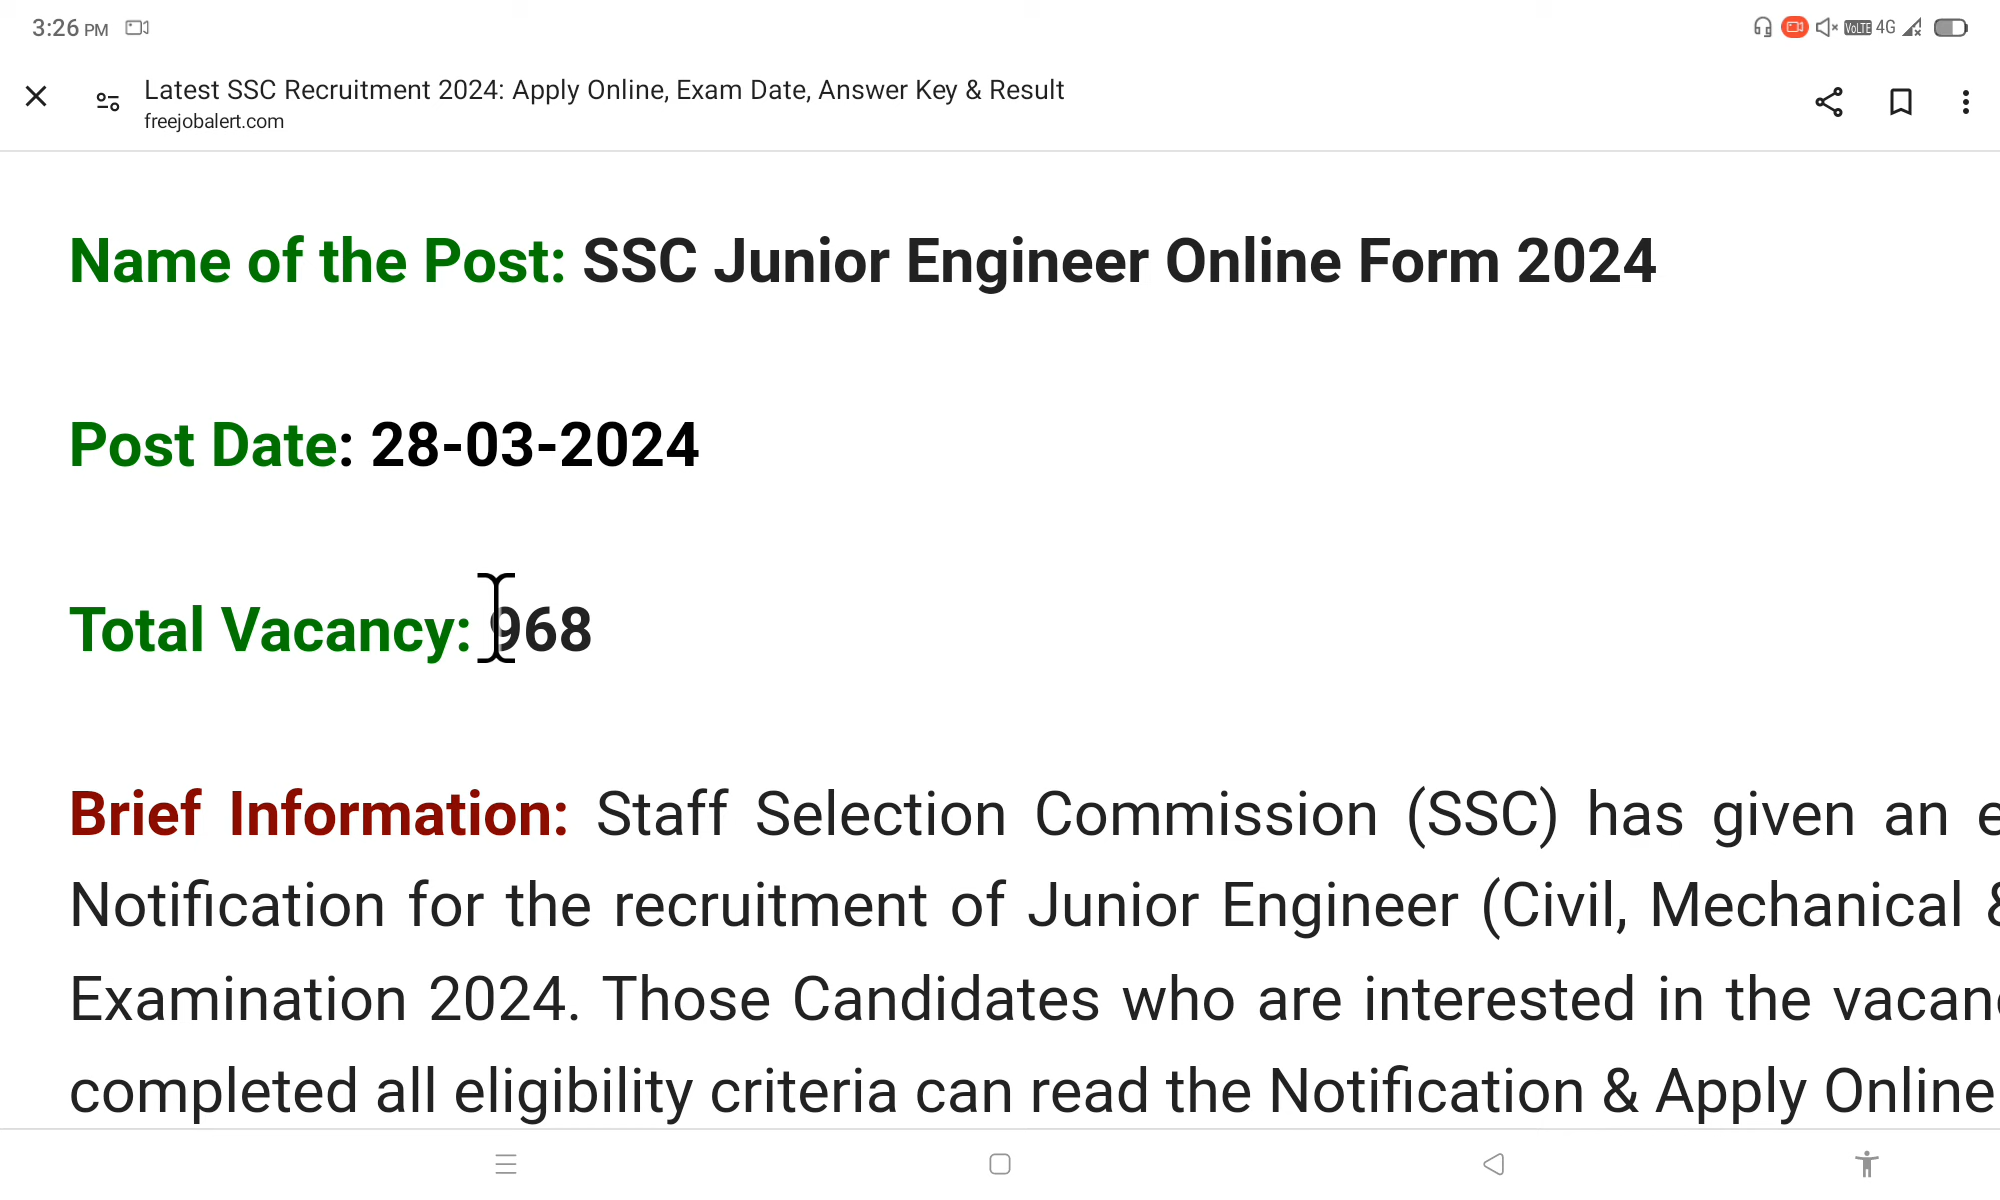 3:26 PM
VoLTE 4G
Latest SSC Recruitment 2024: Apply Online, Exam Date, Answer Key & Result
freejobalert.com
Name of the Post: SSC Junior Engineer Online Form 2024
Post Date: 28-03-2024
Total Vacancy: 968
Brief Information: Staff Selection Commission (SSC) has given an
Notification for the recruitment of Junior Engineer (Civil, Mechanical &
Examination 2024. Those Candidates who are interested in the
completed all eligibility criteria can read the Notification & Apply Online